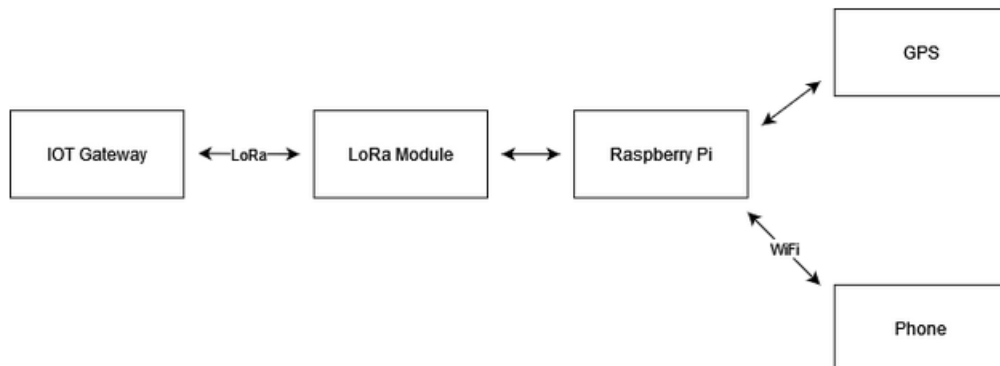 GPS
IOT Gateway
LoRa
LoRa Module
Raspberry Pi
WiFi
Phone